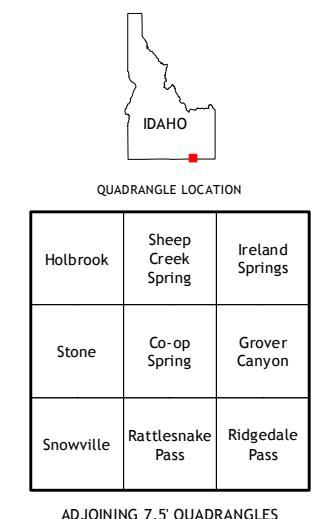 IDAHO
QUADRANGLE LOCATION
Holbrook
Sheep
Creek
Spring
Ireland
Springs
Stone
Co-op
Spring
Grover
Canyon
Snowville
Rattlesnake
Pass
Ridgedale
Pass
ADJOINING 7.5' QUADRANGLES